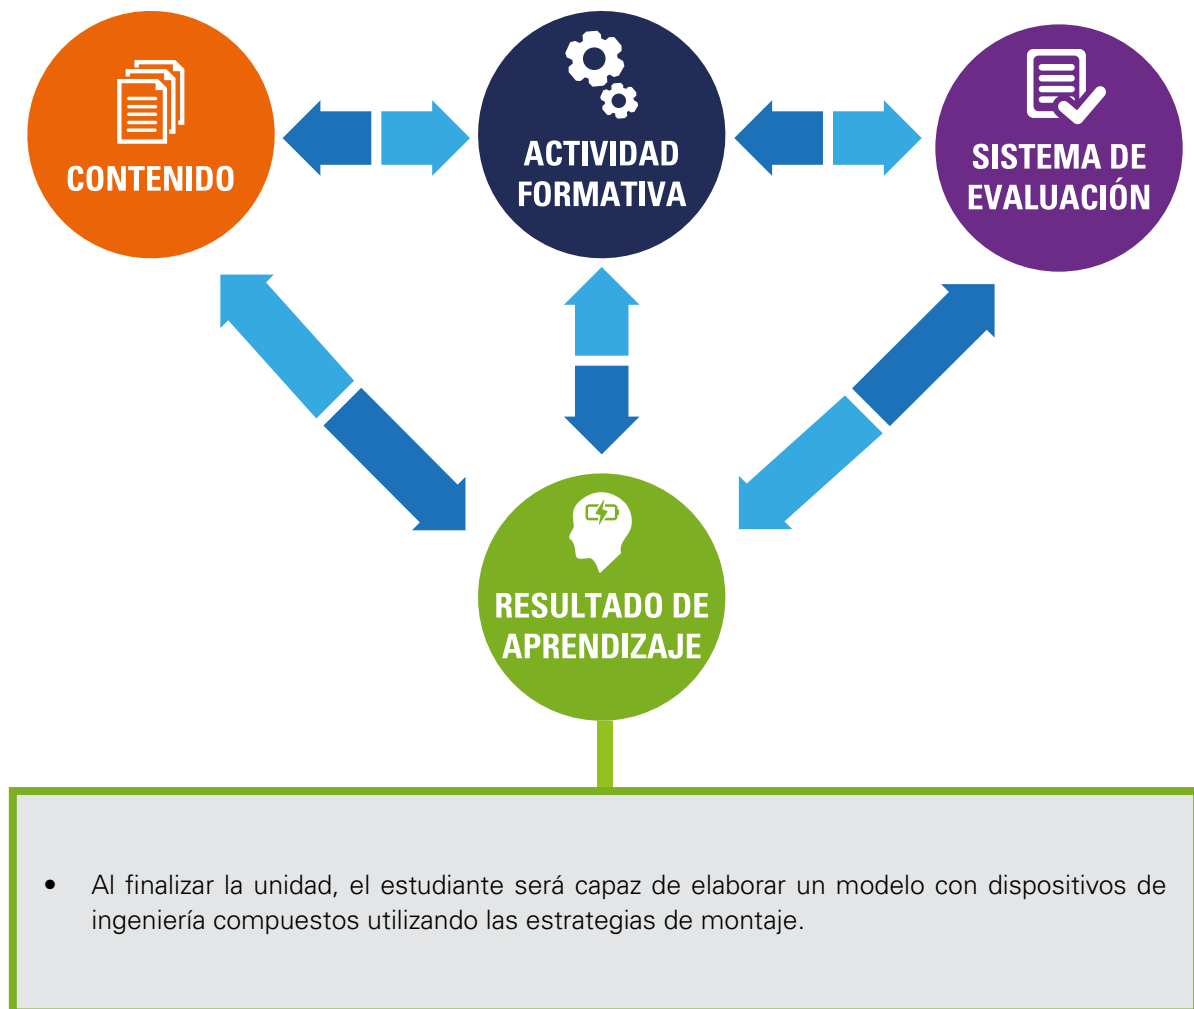 CONTENIDO
ACTIVIDAD
FORMATIVA
SISTEMA DE
EVALUACIÓN
RESULTADO DE
APRENDIZAJE
• Al finalizar la unidad, el estudiante será capaz de elaborar un modelo con dispositivos de
ingeniería compuestos utilizando las estrategias de montaje.